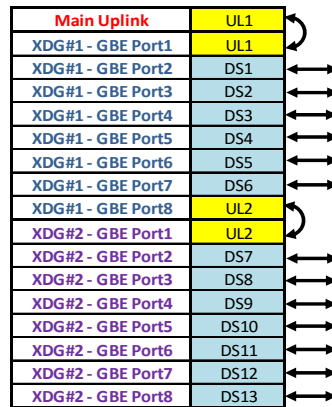 Main Uplink UL1
XDG#1 - GBE Port1 UL1
XDG#1 - GBE Port2 DS1
XDG#1 - GBE Port3 DS2
XDG#1 - GBE Port4 DS3
XDG#1 - GBE Port5 DS4
XDG#1 - GBE Port6 DS5
XDG#1 - GBE Port7 DS6
XDG#1 - GBE Port8 UL2
XDG#2 - GBE Port1 UL2
XDG#2 - GBE Port2 DS7
XDG#2 - GBE Port3 DS8
XDG#2 - GBE Port4 DS9
XDG#2 - GBE Port5 DS10
XDG#2 - GBE Port6 DS11
XDG#2 - GBE Port7 DS12
XDG#2 - GBE Port8 DS13